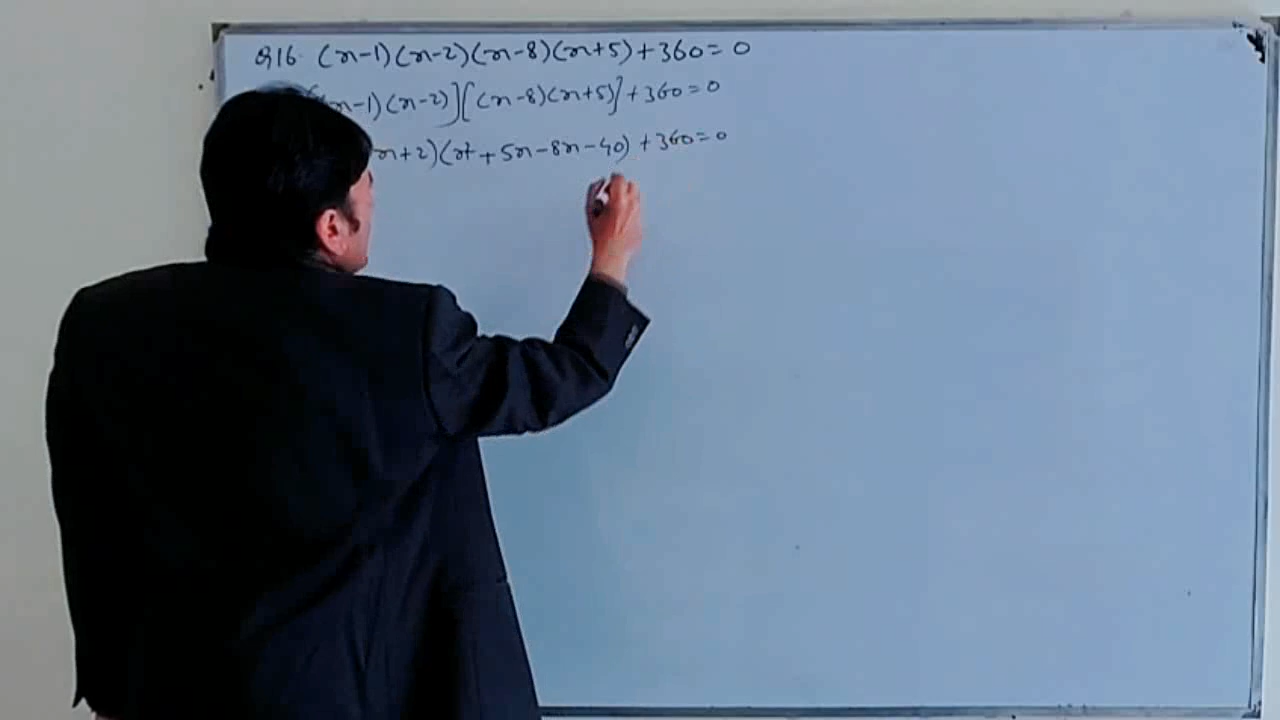 Q16. (x-1)(x-2)(x-8)(x+5)+360=0
x-1)(x-2)][(x-8)(x+5)]+360=0
x+2)(x²+5x-8x-40)+360=0